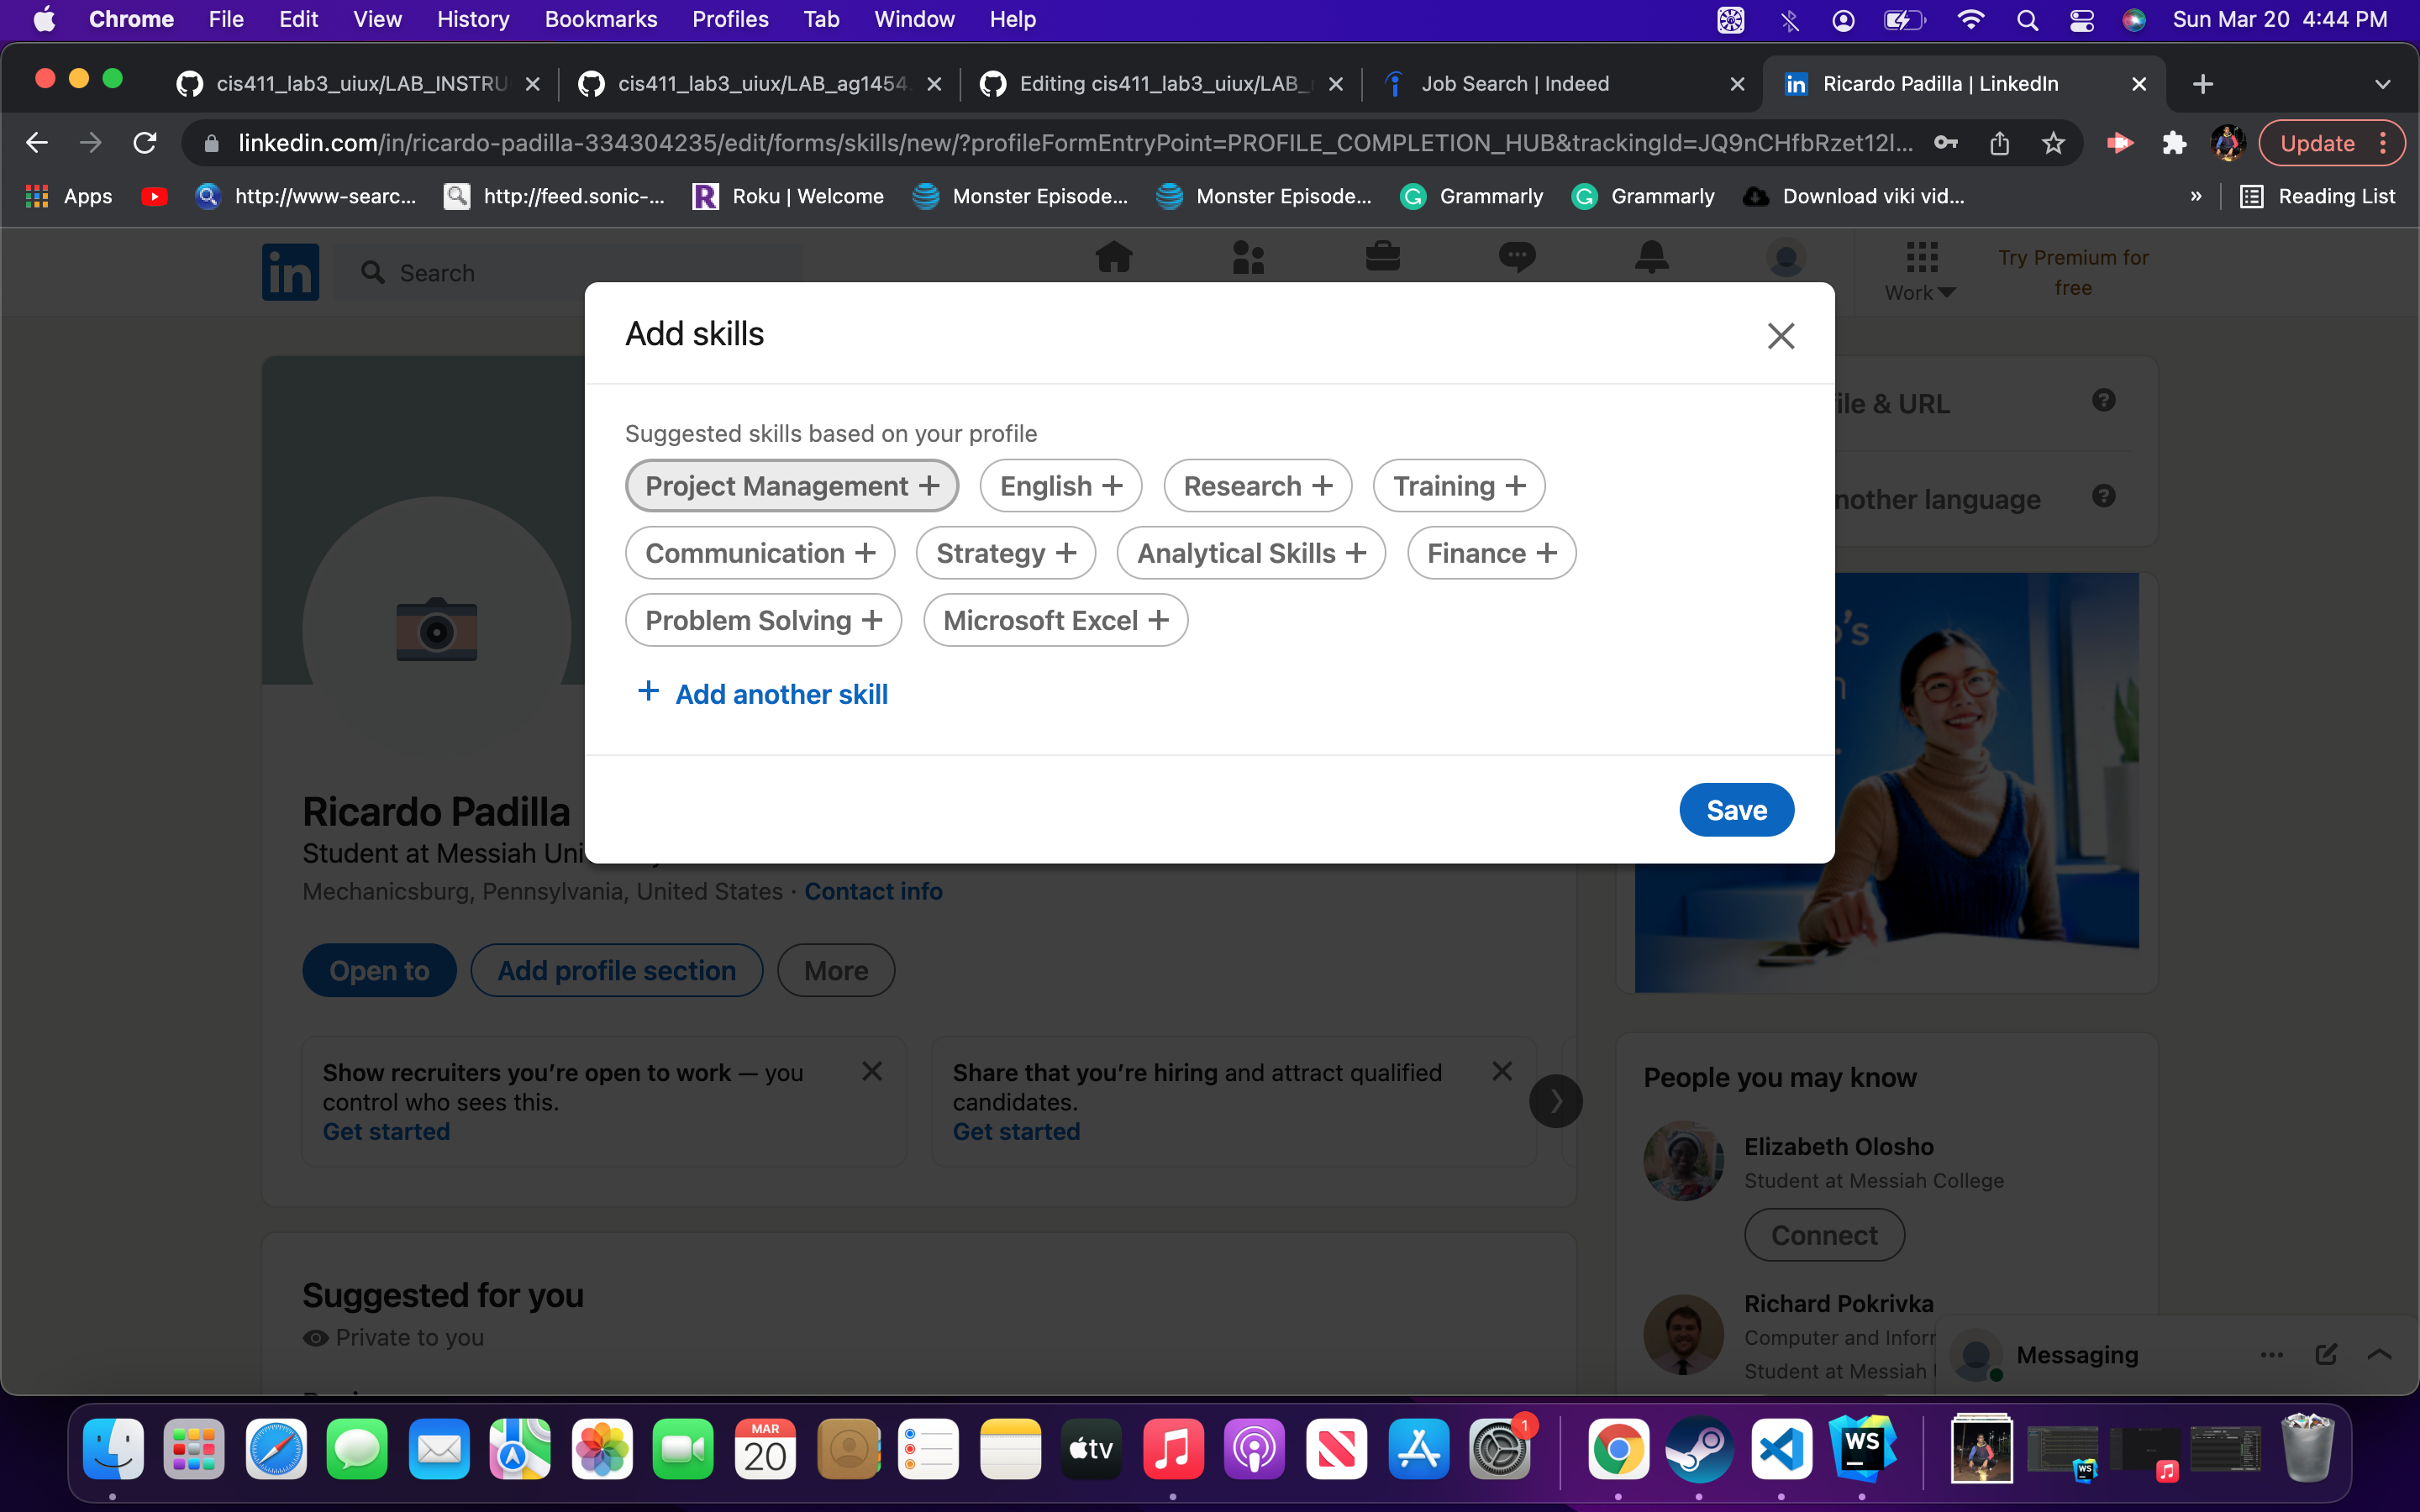 Chrome File Edit View History Bookmarks Profiles Tab Window Help Sun Mar 20 4:44 PM
cis411_lab3_uiux/LAB_INSTRU cis411_lab3_uiux/LAB_ag1454. Editing cis411_lab3_uiux/LAB_ Job Search | Indeed Ricardo Padilla | LinkedIn
linkedin.com/in/ricardo-padilla-334304235/edit/forms/skills/new/?profileFormEntryPoint=PROFILE_COMPLETION_HUB&trackingId=JQ9nCHfbRzet12l... Update
Apps http://www-searc... http://feed.sonic-... Roku | Welcome Monster Episode... Monster Episode... Grammarly Grammarly Download viki vid... » Reading List
in Search Work Try Premium for
free
Add skills
Suggested skills based on your profile
Project Management + English + Research + Training +
Communication + Strategy + Analytical Skills + Finance +
Problem Solving + Microsoft Excel +
+ Add another skill
Save
ile & URL
nother language
's
Ricardo Padilla
Student at Messiah Uni
Mechanicsburg, Pennsylvania, United States · Contact info
Open to Add profile section More
Show recruiters you're open to work — you
control who sees this.
Get started
Share that you're hiring and attract qualified
candidates.
Get started
Suggested for you
Private to you
People you may know
Elizabeth Olosho
Student at Messiah College
Connect
Richard Pokrivka
Computer and Infor
Student at Messiah
Messaging
MAR
20
tv
1
WS
WS